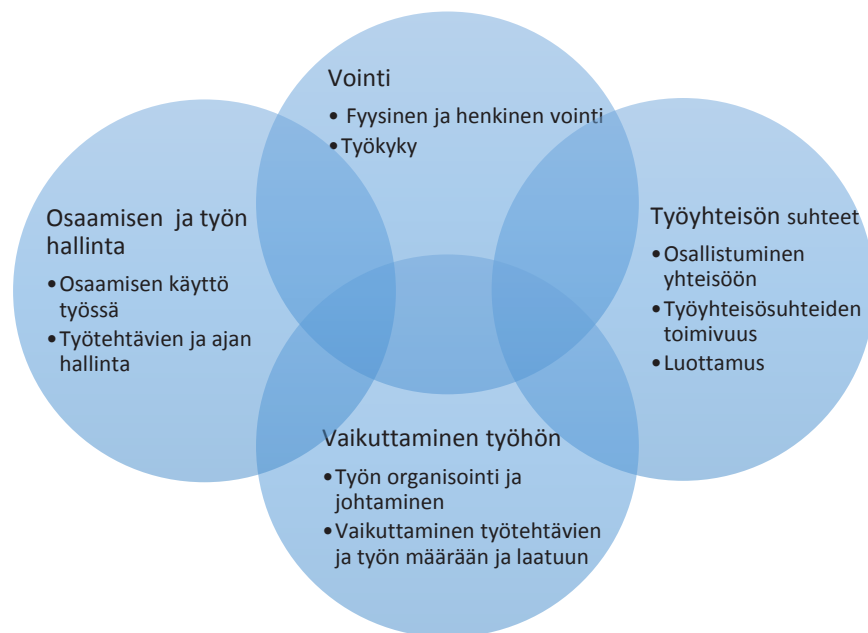 Vointi
• Fyysinen ja henkinen vointi
•Työkyky
Osaamisen ja työn
hallinta
•Osaamisen käyttö
työssä
•Työtehtävien ja ajan
hallinta
Työyhteisön suhteet
•Osallistuminen
yhteisöön
•Työyhteisösuhteiden
toimivuus
•Luottamus
Vaikuttaminen työhön
•Työn organisointi ja
johtaminen
•Vaikuttaminen työtehtävien
ja työn määrään ja laatuun